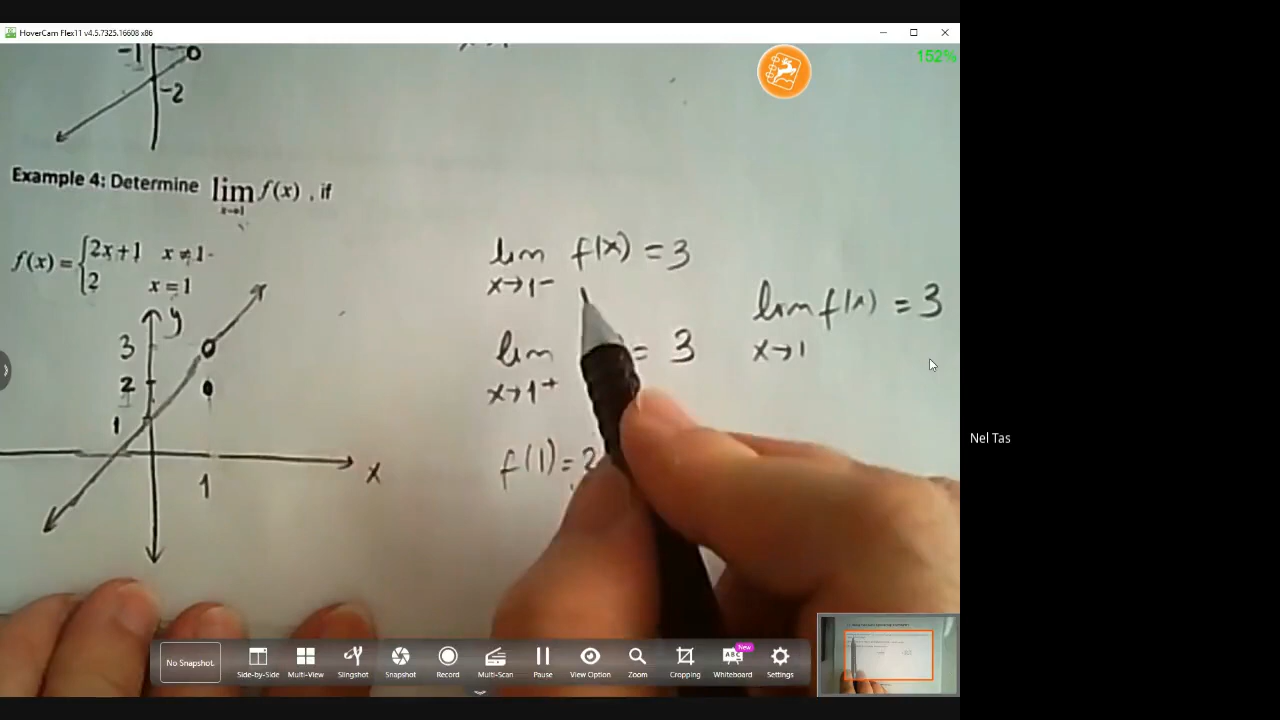 HoverCam Flex11 v4.5.7325.16608 x86
152%
-1
-2
Example 4: Determine lim f(x) , if
x→1
f(x) = { 2x+1 x ≠ 1
2 x = 1
y
3
2
1
1
x
lim f(x) = 3
x→1-
lim = 3
x→1+
f(1) = 2
lim f(x) = 3
x→1
Nel Tas
No Snapshot.
Side-by-Side
Multi-View
Slingshot
Snapshot
Record
Multi-Scan
Pause
View Option
Zoom
Cropping
ABC
New
Whiteboard
Settings